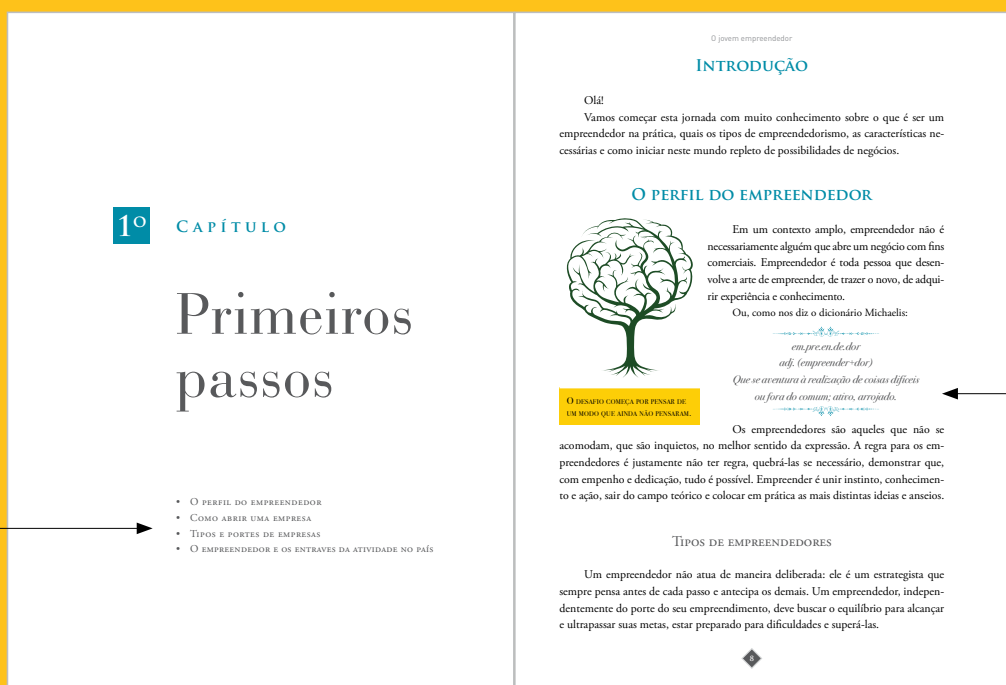 1º CAPÍTULO
Primeiros
passos
• O PERFIL DO EMPREENDEDOR
• COMO ABRIR UMA EMPRESA
• TIPOS E PORTES DE EMPRESAS
• O EMPREENDEDOR E OS ENTRAVES DA ATIVIDADE NO PAÍS
O jovem empreendedor
INTRODUÇÃO
Olá!
Vamos começar esta jornada com muito conhecimento sobre o que é ser um
empreendedor na prática, quais os tipos de empreendedorismo, as características ne-
cessárias e como iniciar neste mundo repleto de possibilidades de negócios.
O PERFIL DO EMPREENDEDOR
Em um contexto amplo, empreendedor não é
necessariamente alguém que abre um negócio com fins
comerciais. Empreendedor é toda pessoa que desen-
volve a arte de empreender, de trazer o novo, de adqui-
rir experiência e conhecimento.
Ou, como nos diz o dicionário Michaelis:
em.pre.en.de.dor
adj. (empreender+dor)
Que se aventura à realização de coisas difíceis
ou fora do comum; ativo, arrojado.
O DESAFIO COMEÇA POR PENSAR DE
UM MODO QUE AINDA NÃO PENSARAM.
Os empreendedores são aqueles que não se
acomodam, que são inquietos, no melhor sentido da expressão. A regra para os em-
preendedores é justamente não ter regra, quebrá-las se necessário, demonstrar que,
com empenho e dedicação, tudo é possível. Empreender é unir instinto, conhecimen-
to e ação, sair do campo teórico e colocar em prática as mais distintas ideias e anseios.
TIPOS DE EMPREENDEDORES
Um empreendedor não atua de maneira deliberada: ele é um estrategista que
sempre pensa antes de cada passo e antecipa os demais. Um empreendedor, indepen-
dentemente do porte do seu empreendimento, deve buscar o equilíbrio para alcançar
e ultrapassar suas metas, estar preparado para dificuldades e superá-las.
8